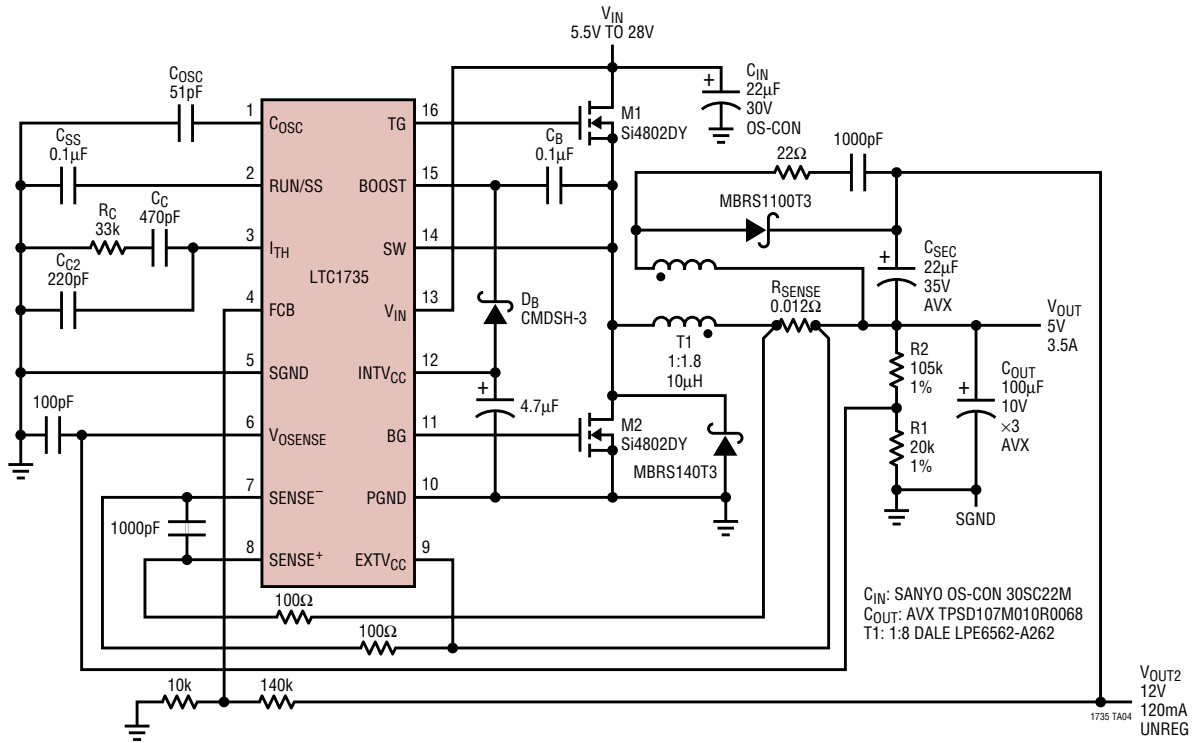 VIN
5.5V TO 28V
COSC
51pF
CSS
0.1µF
RC
33k
CC
470pF
CC2
220pF
100pF
1
COSC
2
RUN/SS
3
ITH
4
FCB
5
SGND
6
VOSENSE
7
SENSE−
8
SENSE+
LTC1735
16
TG
15
BOOST
14
SW
13
VIN
12
INTVCC
11
BG
10
PGND
9
EXTVCC
1000pF
100Ω
100Ω
10k
140k
CB
0.1µF
DB
CMDSH-3
4.7µF
+
M1
Si4802DY
M2
Si4802DY
MBRS140T3
+
CIN
22µF
30V
OS-CON
22Ω
1000pF
MBRS1100T3
+
CSEC
22µF
35V
AVX
T1
1:1.8
10µH
RSENSE
0.012Ω
VOUT
5V
3.5A
R2
105k
1%
R1
20k
1%
+
COUT
100µF
10V
×3
AVX
SGND
CIN: SANYO OS-CON 30SC22M
COUT: AVX TPSD107M010R0068
T1: 1:8 DALE LPE6562-A262
VOUT2
12V
120mA
UNREG
1735 TA04